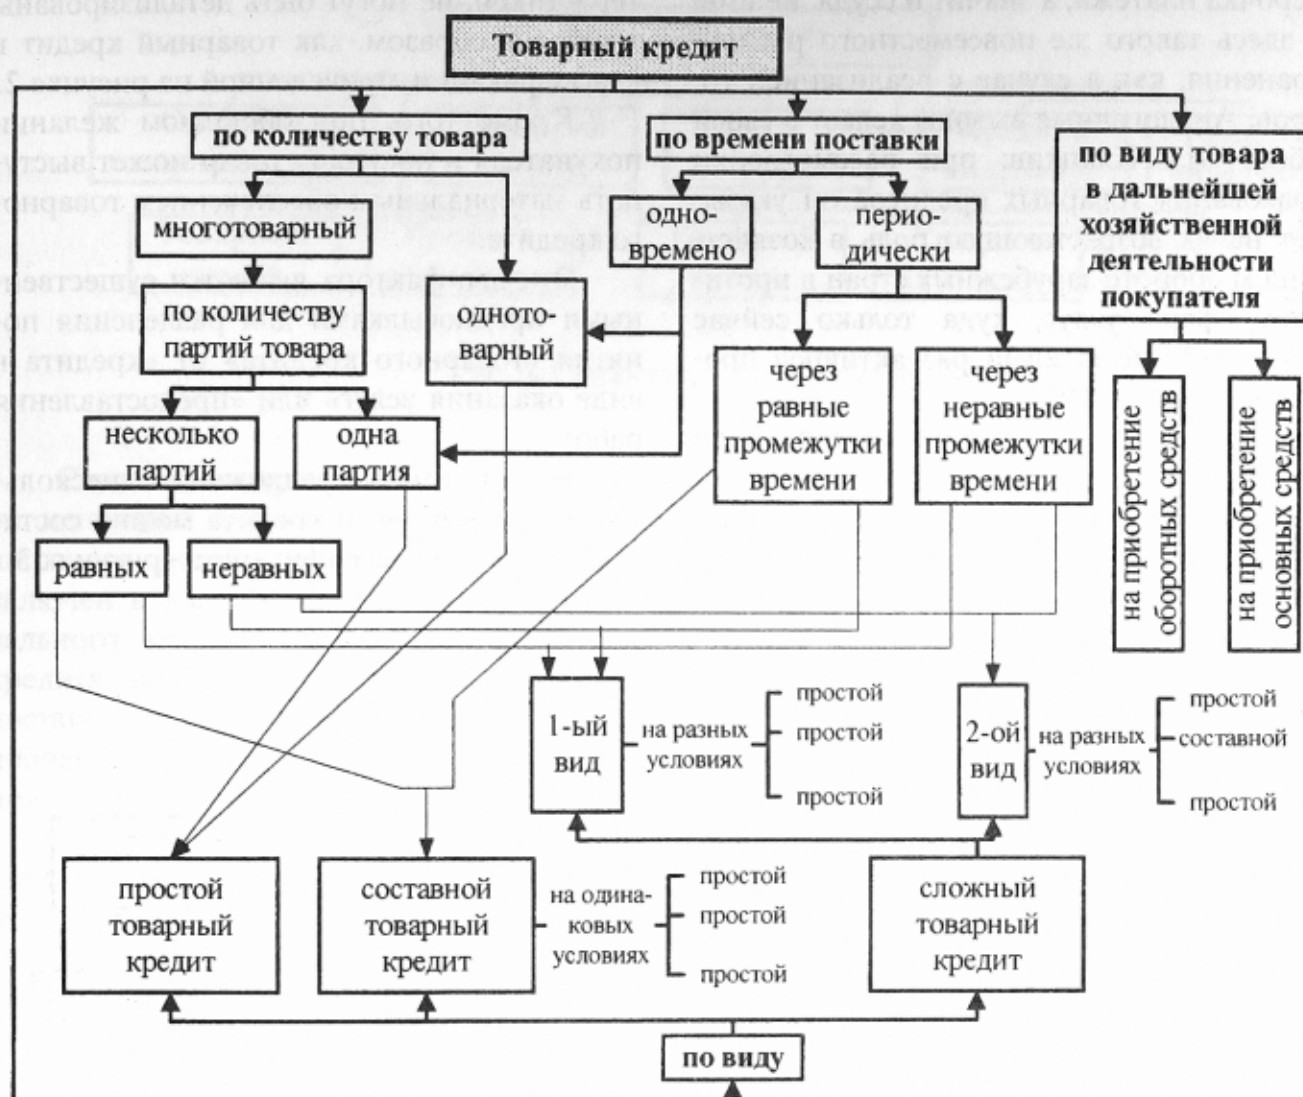 Товарный кредит
по количеству товара
по времени поставки
по виду товара
в дальнейшей
хозяйственной
деятельности
покупателя
многотоварный
одно-
времено
перио-
дически
по количеству
партий товара
одното-
варный
через
равные
промежутки
времени
через
неравные
промежутки
времени
на приобретение
оборотных средств
на приобретение
основных средств
несколько
партий
одна
партия
равных
неравных
1-ый
вид
на разных
условиях
простой
простой
простой
2-ой
вид
на разных
условиях
простой
составной
простой
простой
товарный
кредит
составной
товарный
кредит
на одина-
ковых
условиях
простой
простой
простой
сложный
товарный
кредит
по виду